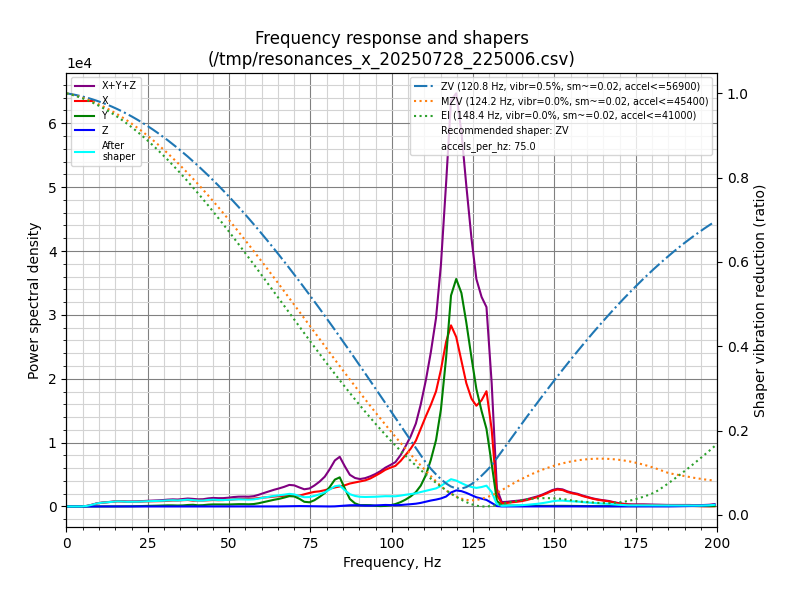 Frequency response and shapers
(/tmp/resonances_x_20250728_225006.csv)
1e4
X+Y+Z
X
Y
Z
After
shaper
ZV (120.8 Hz, vibr=0.5%, sm~=0.02, accel<=56900)
MZV (124.2 Hz, vibr=0.0%, sm~=0.02, accel<=45400)
EI (148.4 Hz, vibr=0.0%, sm~=0.02, accel<=41000)
Recommended shaper: ZV
accels_per_hz: 75.0
Power spectral density
6
5
4
3
2
1
0
1.0
0.8
0.6
0.4
0.2
0.0
Shaper vibration reduction (ratio)
0 25 50 75 100 125 150 175 200
Frequency, Hz